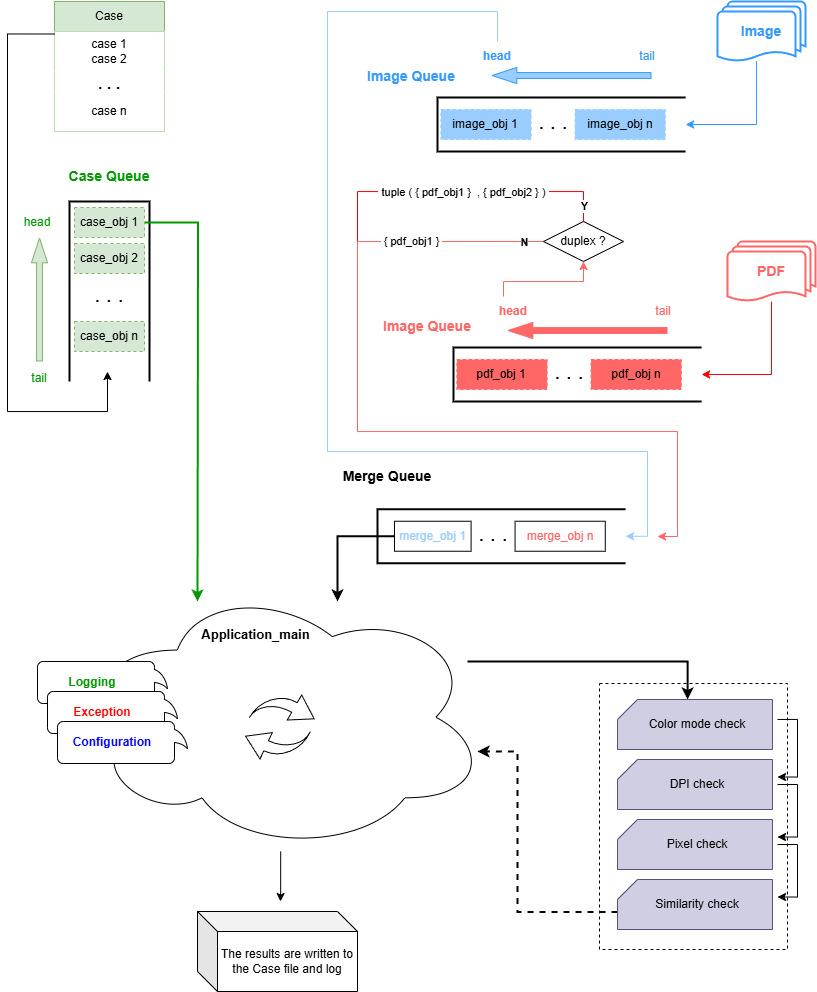 Case
case 1
case 2
. . .
case n
Case Queue
head
case_obj 1
case_obj 2
. . .
case_obj n
tail
Image
head
tail
Image Queue
image_obj 1
. . .
image_obj n
tuple ( { pdf_obj1 } , { pdf_obj2 } )
Y
{ pdf_obj1 }
N
duplex ?
PDF
head
tail
Image Queue
pdf_obj 1
. . .
pdf_obj n
Merge Queue
merge_obj 1
. . .
merge_obj n
Application_main
Logging
Exception
Configuration
Color mode check
DPI check
Pixel check
Similarity check
The results are written to
the Case file and log